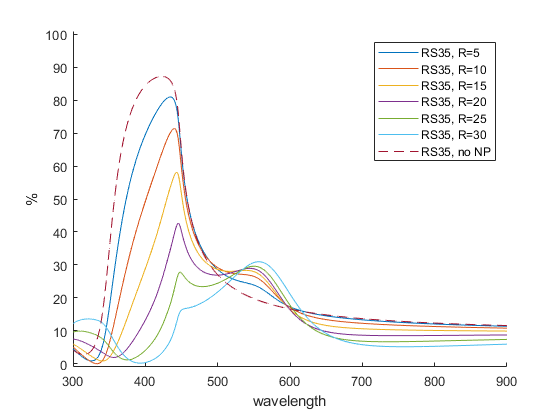 100
90
80
70
60
50
40
30
20
10
0
%
300 400 500 600 700 800 900
wavelength
RS35, R=5
RS35, R=10
RS35, R=15
RS35, R=20
RS35, R=25
RS35, R=30
RS35, no NP